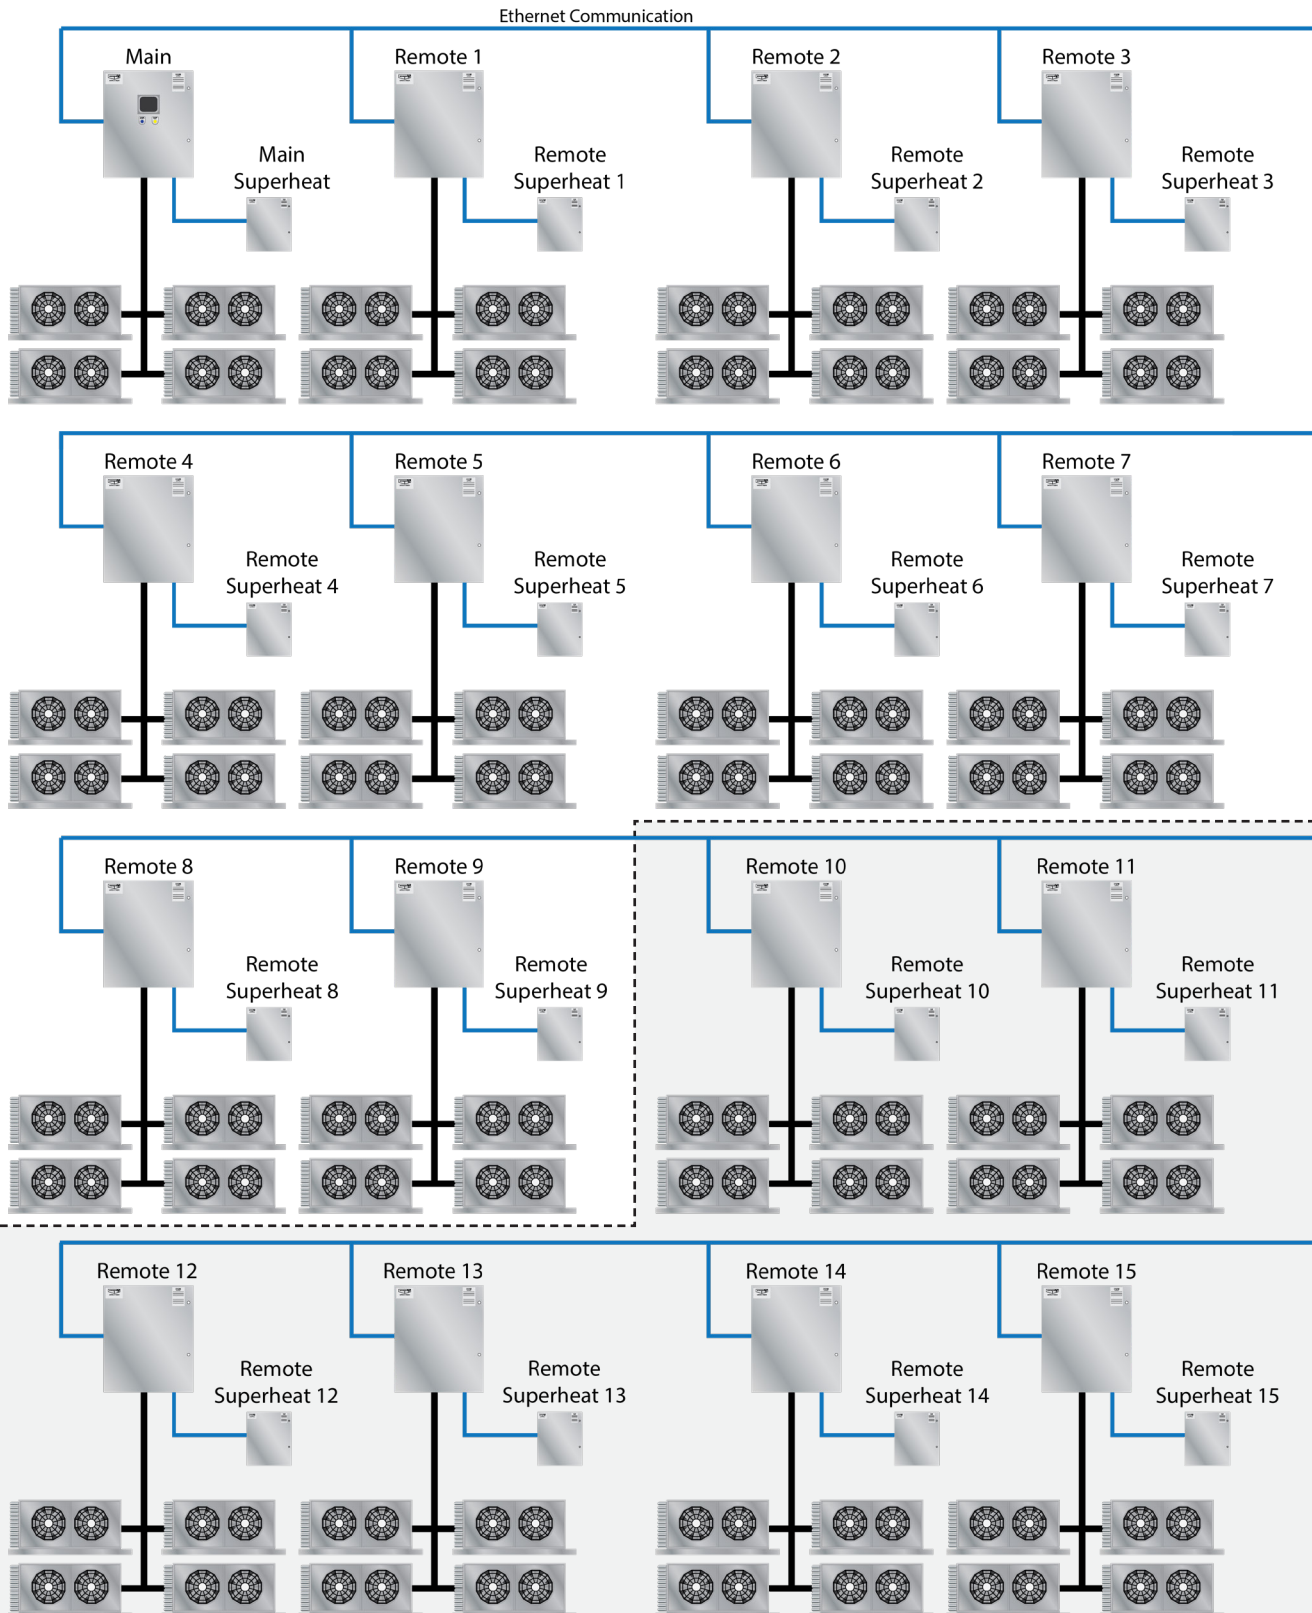 Ethernet Communication
Main
Remote 1
Remote 2
Remote 3
Main
Superheat
Remote
Superheat 1
Remote
Superheat 2
Remote
Superheat 3
Remote 4
Remote 5
Remote 6
Remote 7
Remote
Superheat 4
Remote
Superheat 5
Remote
Superheat 6
Remote
Superheat 7
Remote 8
Remote 9
Remote 10
Remote 11
Remote
Superheat 8
Remote
Superheat 9
Remote
Superheat 10
Remote
Superheat 11
Remote 12
Remote 13
Remote 14
Remote 15
Remote
Superheat 12
Remote
Superheat 13
Remote
Superheat 14
Remote
Superheat 15